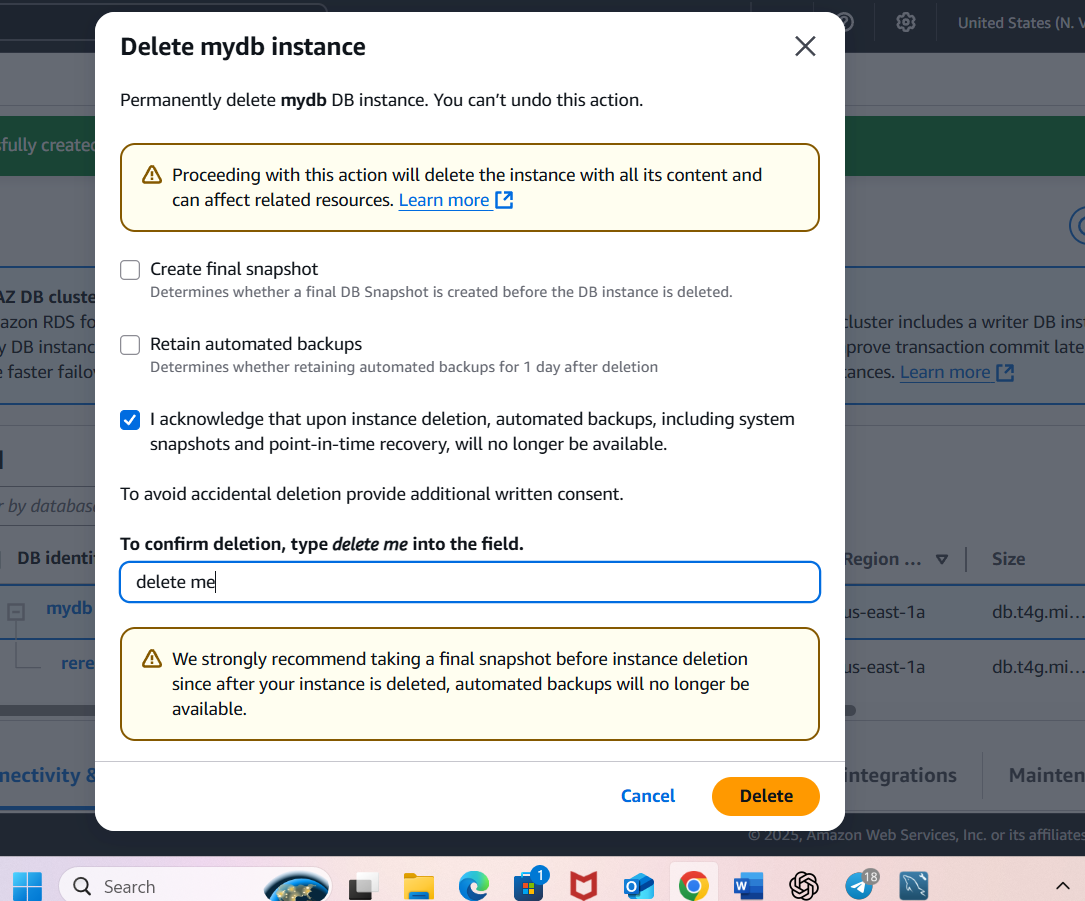 United States (N. V
Delete mydb instance
Permanently delete mydb DB instance. You can't undo this action.
sfully created
Proceeding with this action will delete the instance with all its content and
can affect related resources. Learn more
Create final snapshot
Determines whether a final DB Snapshot is created before the DB instance is deleted.
AZ DB cluste
cluster includes a writer DB inst
azon RDS fo
Retain automated backups
y DB instanc
prove transaction commit late
Determines whether retaining automated backups for 1 day after deletion
e faster failov
ances. Learn more
I acknowledge that upon instance deletion, automated backups, including system
snapshots and point-in-time recovery, will no longer be available.
To avoid accidental deletion provide additional written consent.
r by databas
To confirm deletion, type delete me into the field.
DB identi
Region ...
Size
delete me
mydb
us-east-1a
db.t4g.mi...
rere
us-east-1a
db.t4g.mi...
We strongly recommend taking a final snapshot before instance deletion
since after your instance is deleted, automated backups will no longer be
available.
nectivity &
integrations
Mainten
Cancel
Delete
© 2025, Amazon Web Services, Inc. or its affiliates
Search
1
18